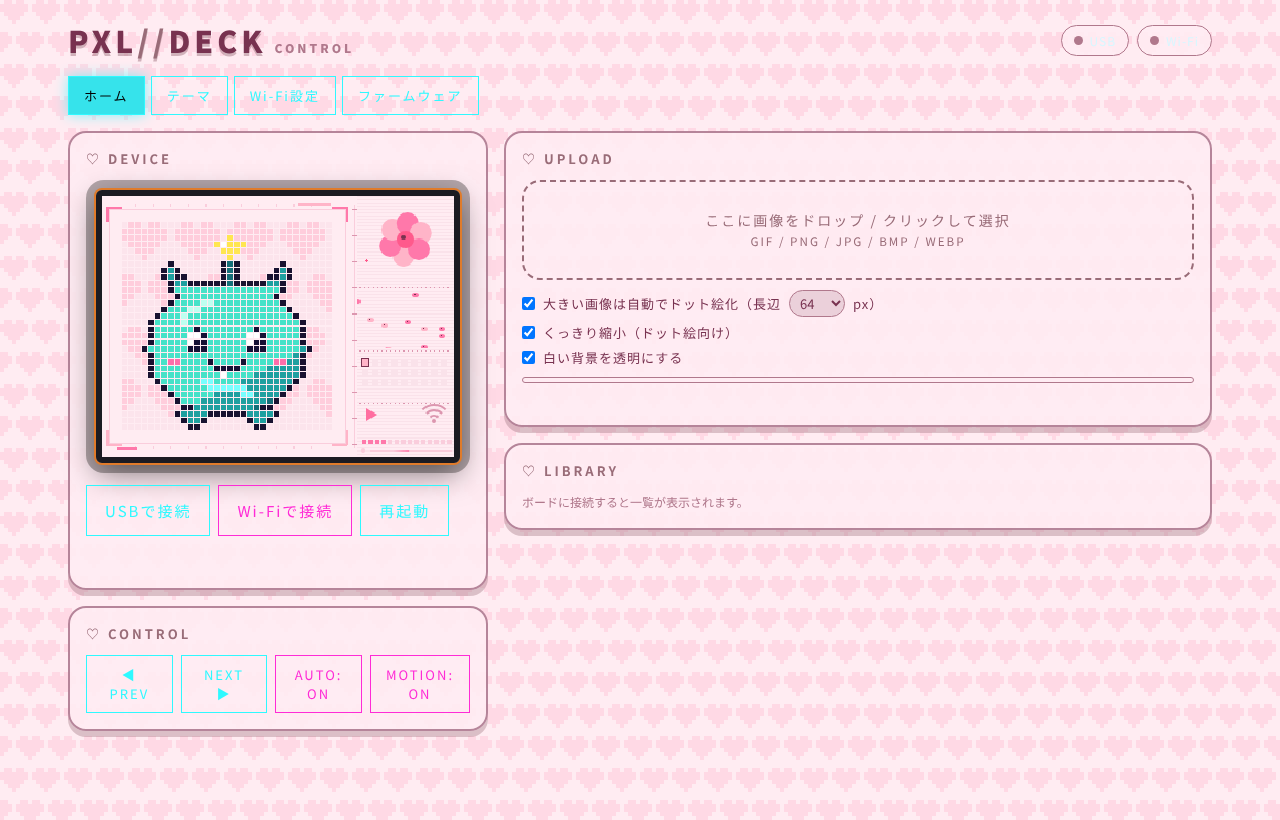 PXL//DECK CONTROL
ホーム テーマ Wi-Fi設定 ファームウェア
♡ DEVICE
USBで接続 Wi-Fiで接続 再起動
♡ CONTROL
◀ PREV
NEXT ▶
AUTO: ON
MOTION: ON
♡ UPLOAD
ここに画像をドロップ / クリックして選択
GIF / PNG / JPG / BMP / WEBP
大きい画像は自動でドット絵化（長辺 64 px）
くっきり縮小（ドット絵向け）
白い背景を透明にする
♡ LIBRARY
ボードに接続すると一覧が表示されます。